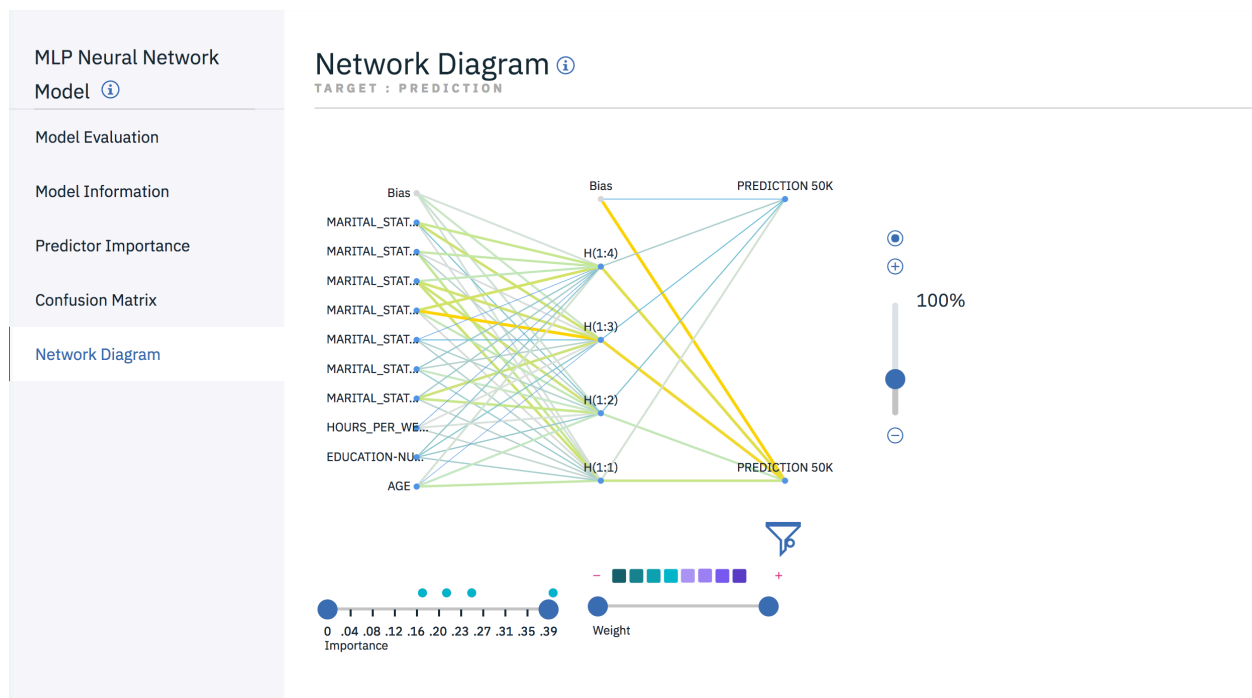 MLP Neural Network
Model
Model Evaluation
Model Information
Predictor Importance
Confusion Matrix
Network Diagram
Network Diagram
TARGET : PREDICTION
Bias
MARITAL_STAT...
MARITAL_STAT...
MARITAL_STAT...
MARITAL_STAT...
MARITAL_STAT...
MARITAL_STAT...
MARITAL_STAT...
HOURS_PER_WE...
EDUCATION-NU...
AGE
Bias
H(1:4)
H(1:3)
H(1:2)
H(1:1)
PREDICTION 50K
PREDICTION 50K
100%
0 .04 .08 .12 .16 .20 .23 .27 .31 .35 .39
Importance
− +
Weight